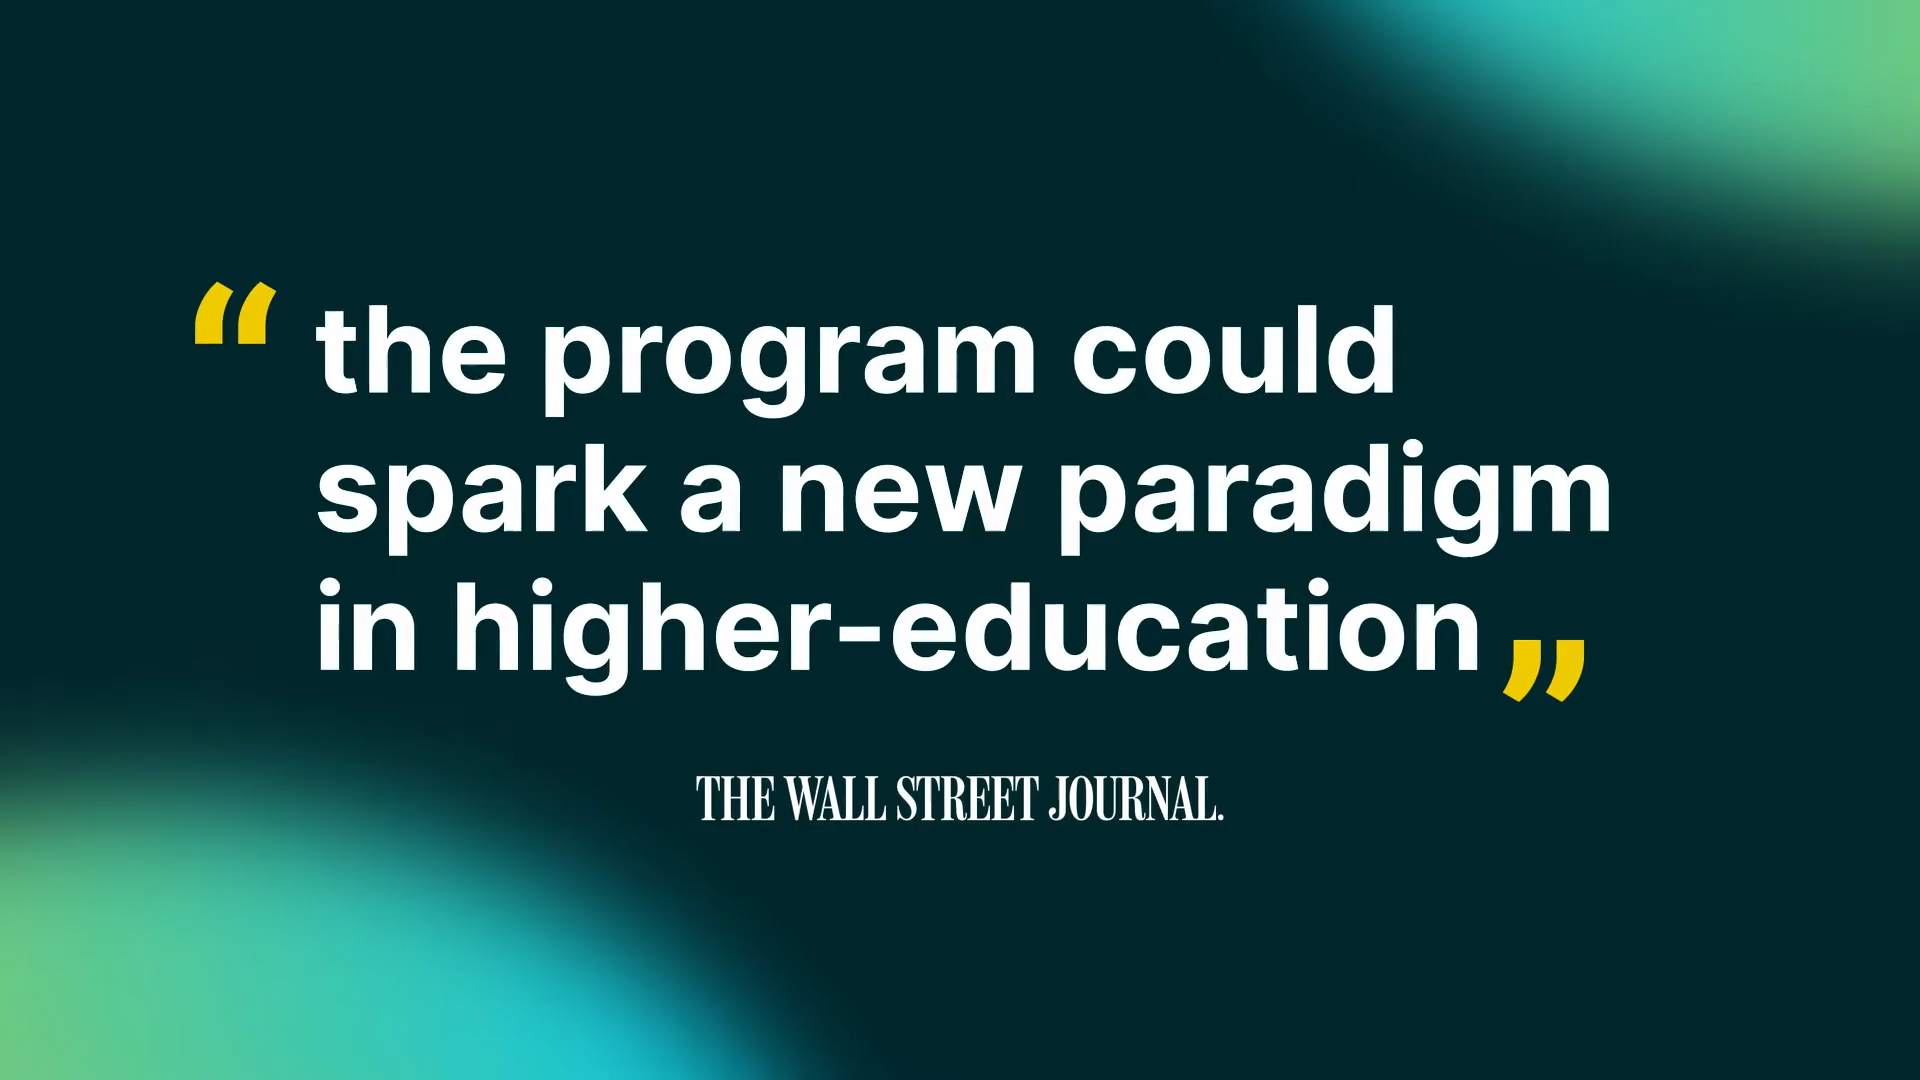 “the program could
spark a new paradigm
in higher-education”
THE WALL STREET JOURNAL.